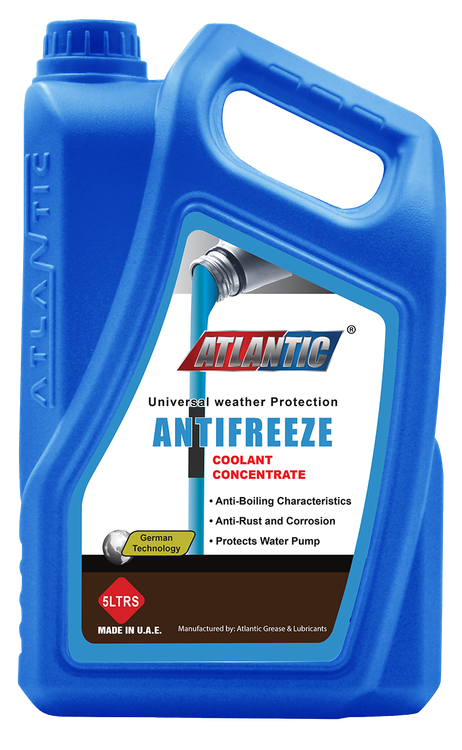 ATLANTIC
ATLANTIC ®
Universal weather Protection
ANTIFREEZE
COOLANT
CONCENTRATE
• Anti-Boiling Characteristics
• Anti-Rust and Corrosion
• Protects Water Pump
German
Technology
5LTRS
MADE IN U.A.E.
Manufactured by: Atlantic Grease & Lubricants